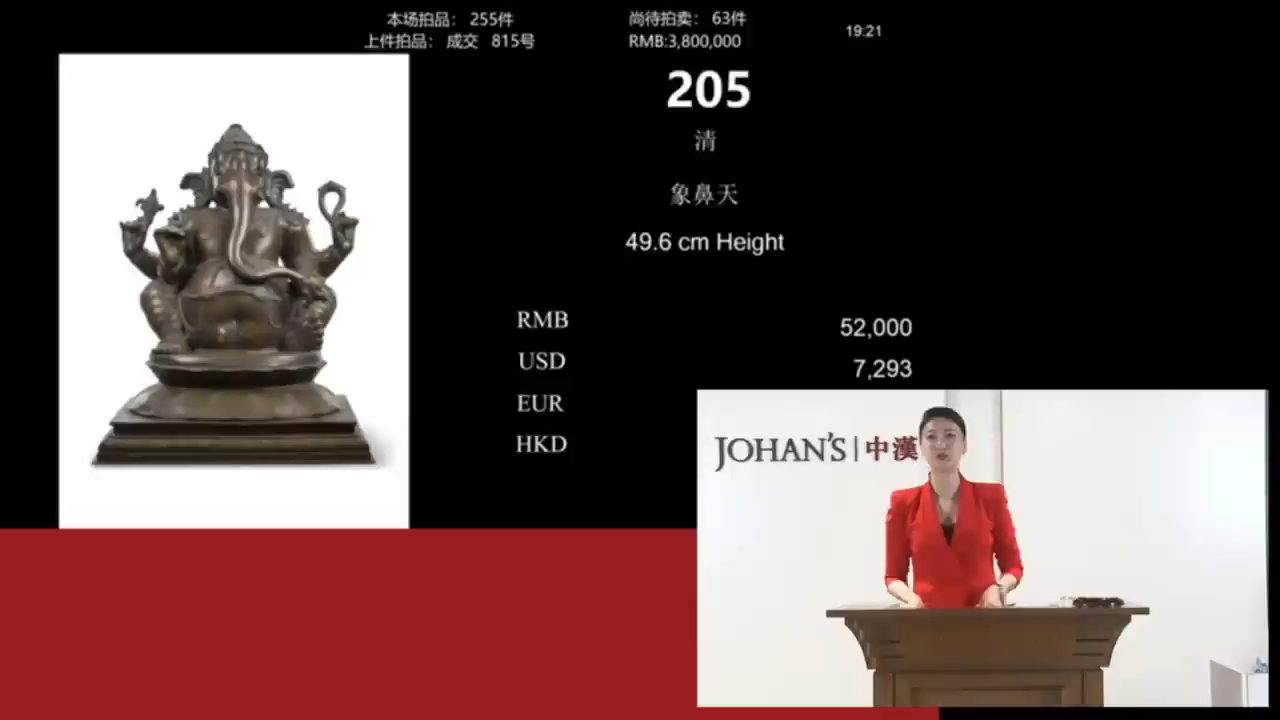 本场拍品： 255件
尚待拍卖： 63件
上件拍品： 成交 815号
RMB:3,800,000
19:21
205
清
象鼻天
49.6 cm Height
RMB 52,000
USD 7,293
EUR
HKD
JOHAN'S | 中漢